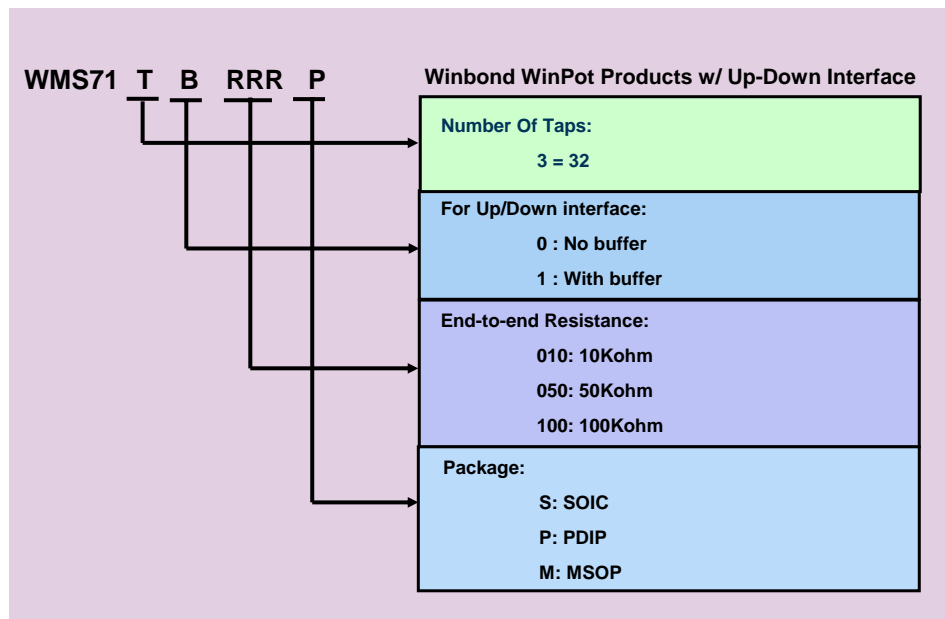 WMS71 T B RRR P
Winbond WinPot Products w/ Up-Down Interface
Number Of Taps:
3 = 32
For Up/Down interface:
0 : No buffer
1 : With buffer
End-to-end Resistance:
010: 10Kohm
050: 50Kohm
100: 100Kohm
Package:
S: SOIC
P: PDIP
M: MSOP